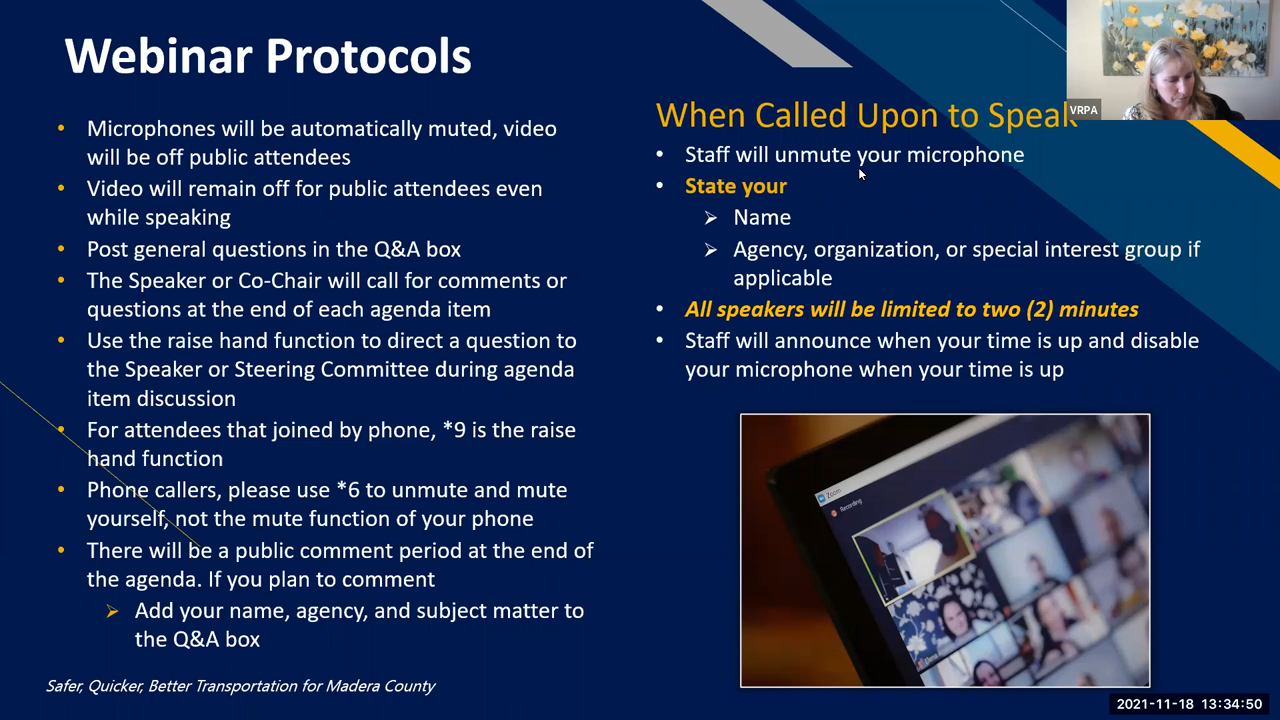 Webinar Protocols
Microphones will be automatically muted, video
will be off public attendees
Video will remain off for public attendees even
while speaking
Post general questions in the Q&A box
The Speaker or Co-Chair will call for comments or
questions at the end of each agenda item
Use the raise hand function to direct a question to
the Speaker or Steering Committee during agenda
item discussion
For attendees that joined by phone, *9 is the raise
hand function
Phone callers, please use *6 to unmute and mute
yourself, not the mute function of your phone
There will be a public comment period at the end of
the agenda. If you plan to comment
Add your name, agency, and subject matter to
the Q&A box
Safer, Quicker, Better Transportation for Madera County
VRPA
When Called Upon to Speak
Staff will unmute your microphone
State your
Name
Agency, organization, or special interest group if
applicable
All speakers will be limited to two (2) minutes
Staff will announce when your time is up and disable
your microphone when your time is up
Zoom
Recording
2021-11-18 13:34:50